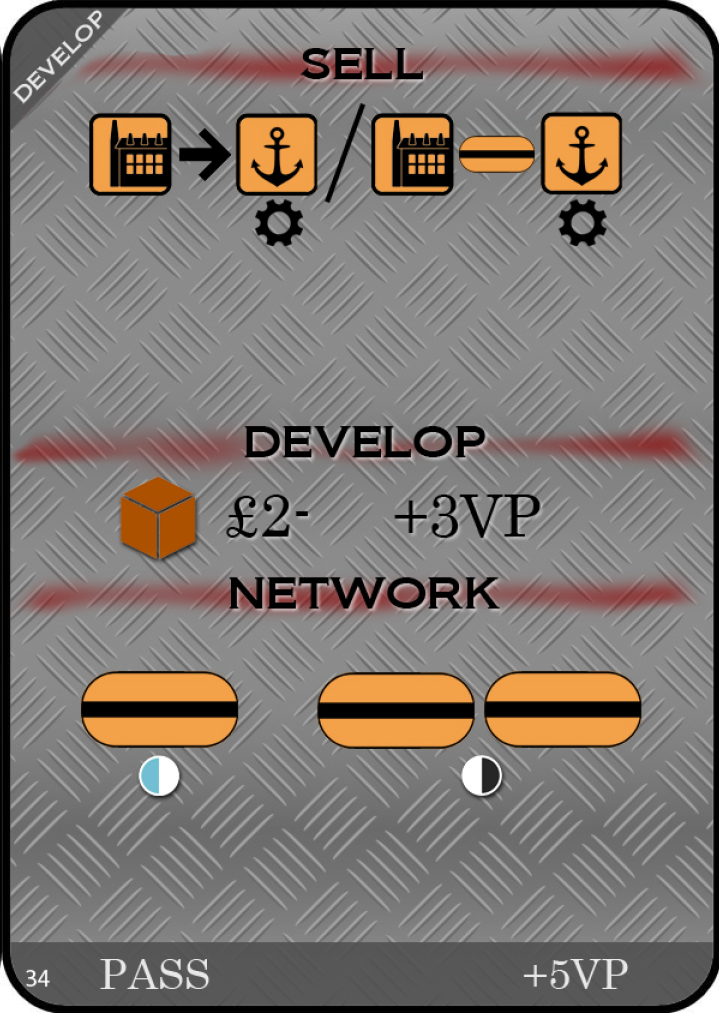 DEVELOP
SELL
DEVELOP
£2- +3VP
NETWORK
34 PASS +5VP